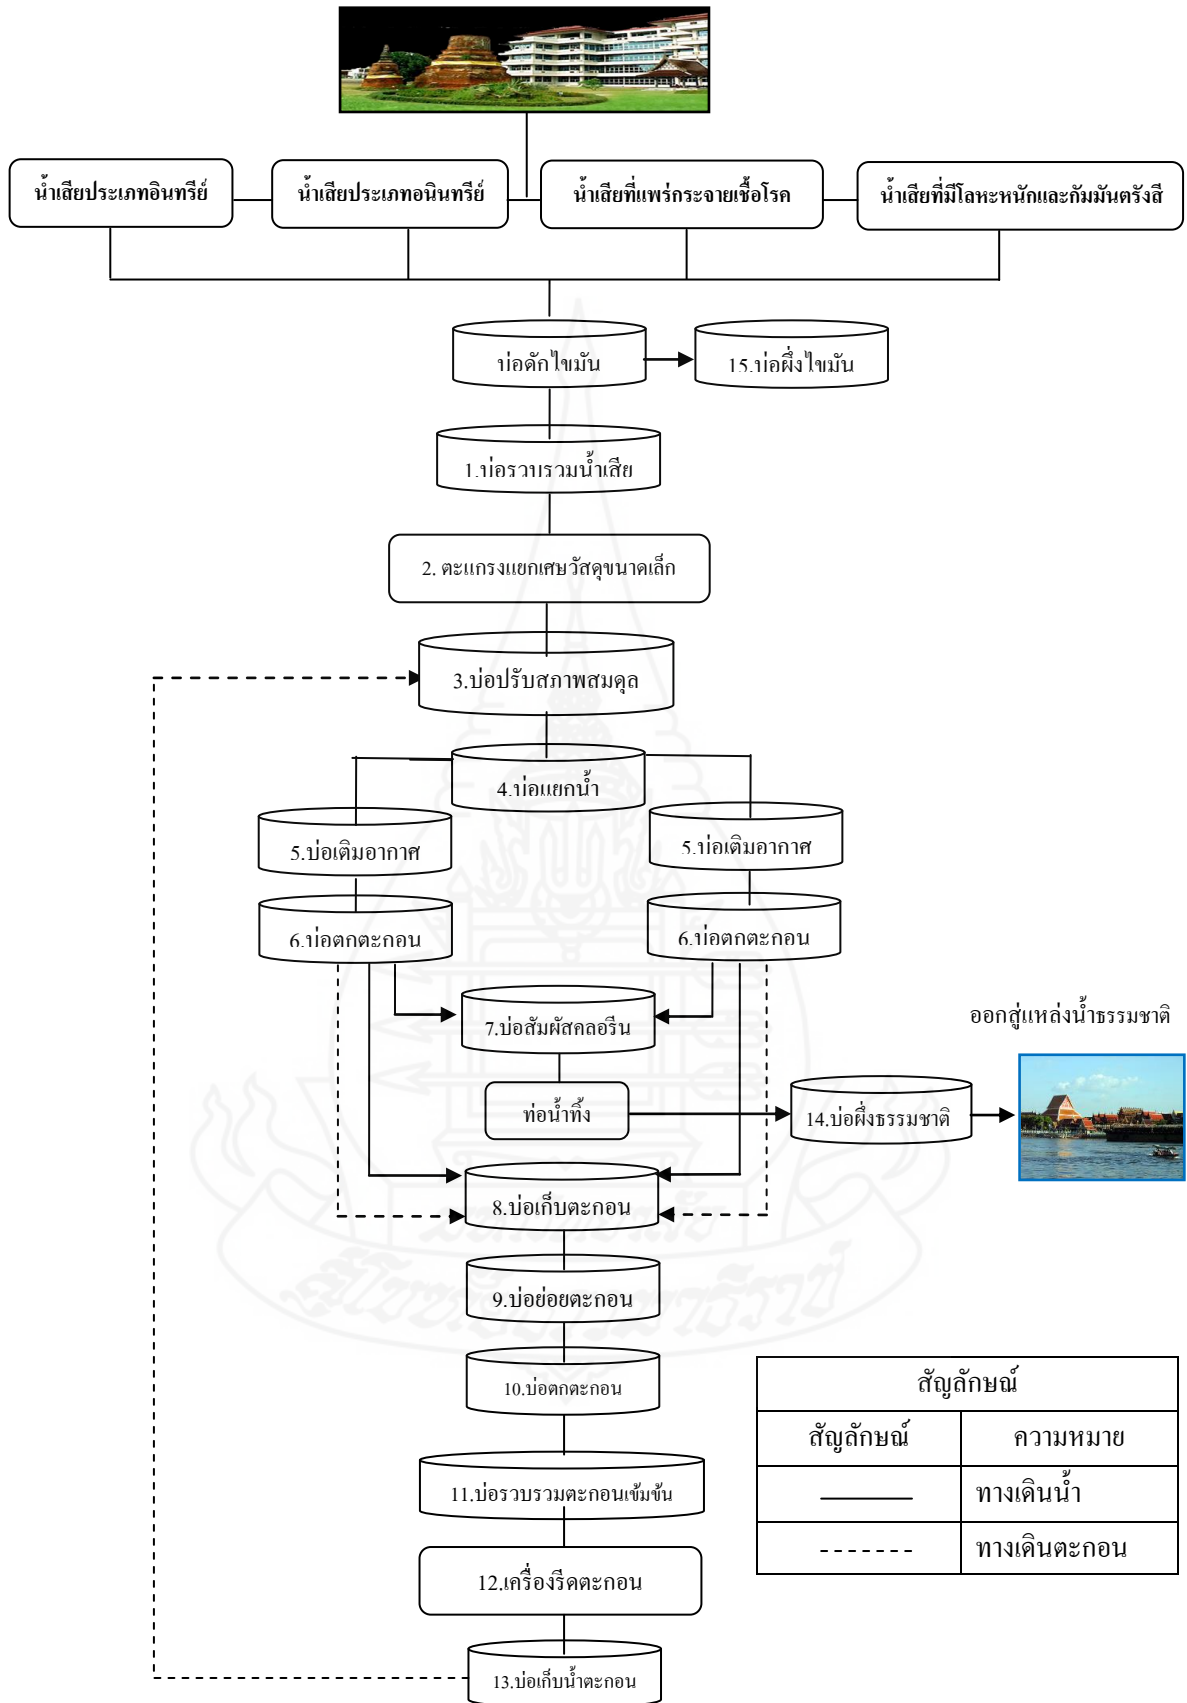 น้ำเสียประเภทอินทรีย์
น้ำเสียประเภทอนินทรีย์
น้ำเสียที่แพร่กระจายเชื้อโรค
น้ำเสียที่มีโลหะหนักและกัมมันตรังสี
บ่อดักไขมัน
15.บ่อผึ่งไขมัน
1.บ่อรวบรวมน้ำเสีย
2. ตะแกรงแยกเศษวัสดุขนาดเล็ก
3.บ่อปรับสภาพสมดุล
4.บ่อแยกน้ำ
5.บ่อเติมอากาศ
5.บ่อเติมอากาศ
6.บ่อตกตะกอน
6.บ่อตกตะกอน
7.บ่อสัมผัสคลอรีน
ออกสู่แหล่งน้ำธรรมชาติ
ท่อน้ำทิ้ง
14.บ่อผึ่งธรรมชาติ
8.บ่อเก็บตะกอน
9.บ่อย่อยตะกอน
10.บ่อตกตะกอน
11.บ่อรวบรวมตะกอนเข้มข้น
12.เครื่องรีดตะกอน
13.บ่อเก็บน้ำตะกอน
สัญลักษณ์
สัญลักษณ์ ความหมาย
ทางเดินน้ำ
ทางเดินตะกอน